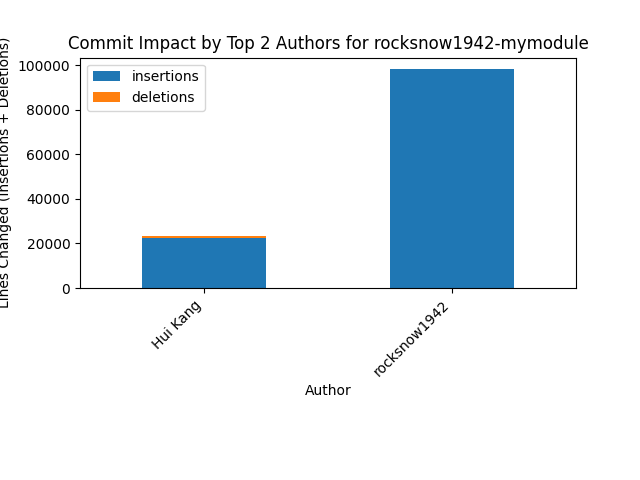 Commit Impact by Top 2 Authors for rocksnow1942-mymodule
Lines Changed (Insertions + Deletions)
100000
80000
60000
40000
20000
0
insertions
deletions
Hui Kang
rocksnow1942
Author